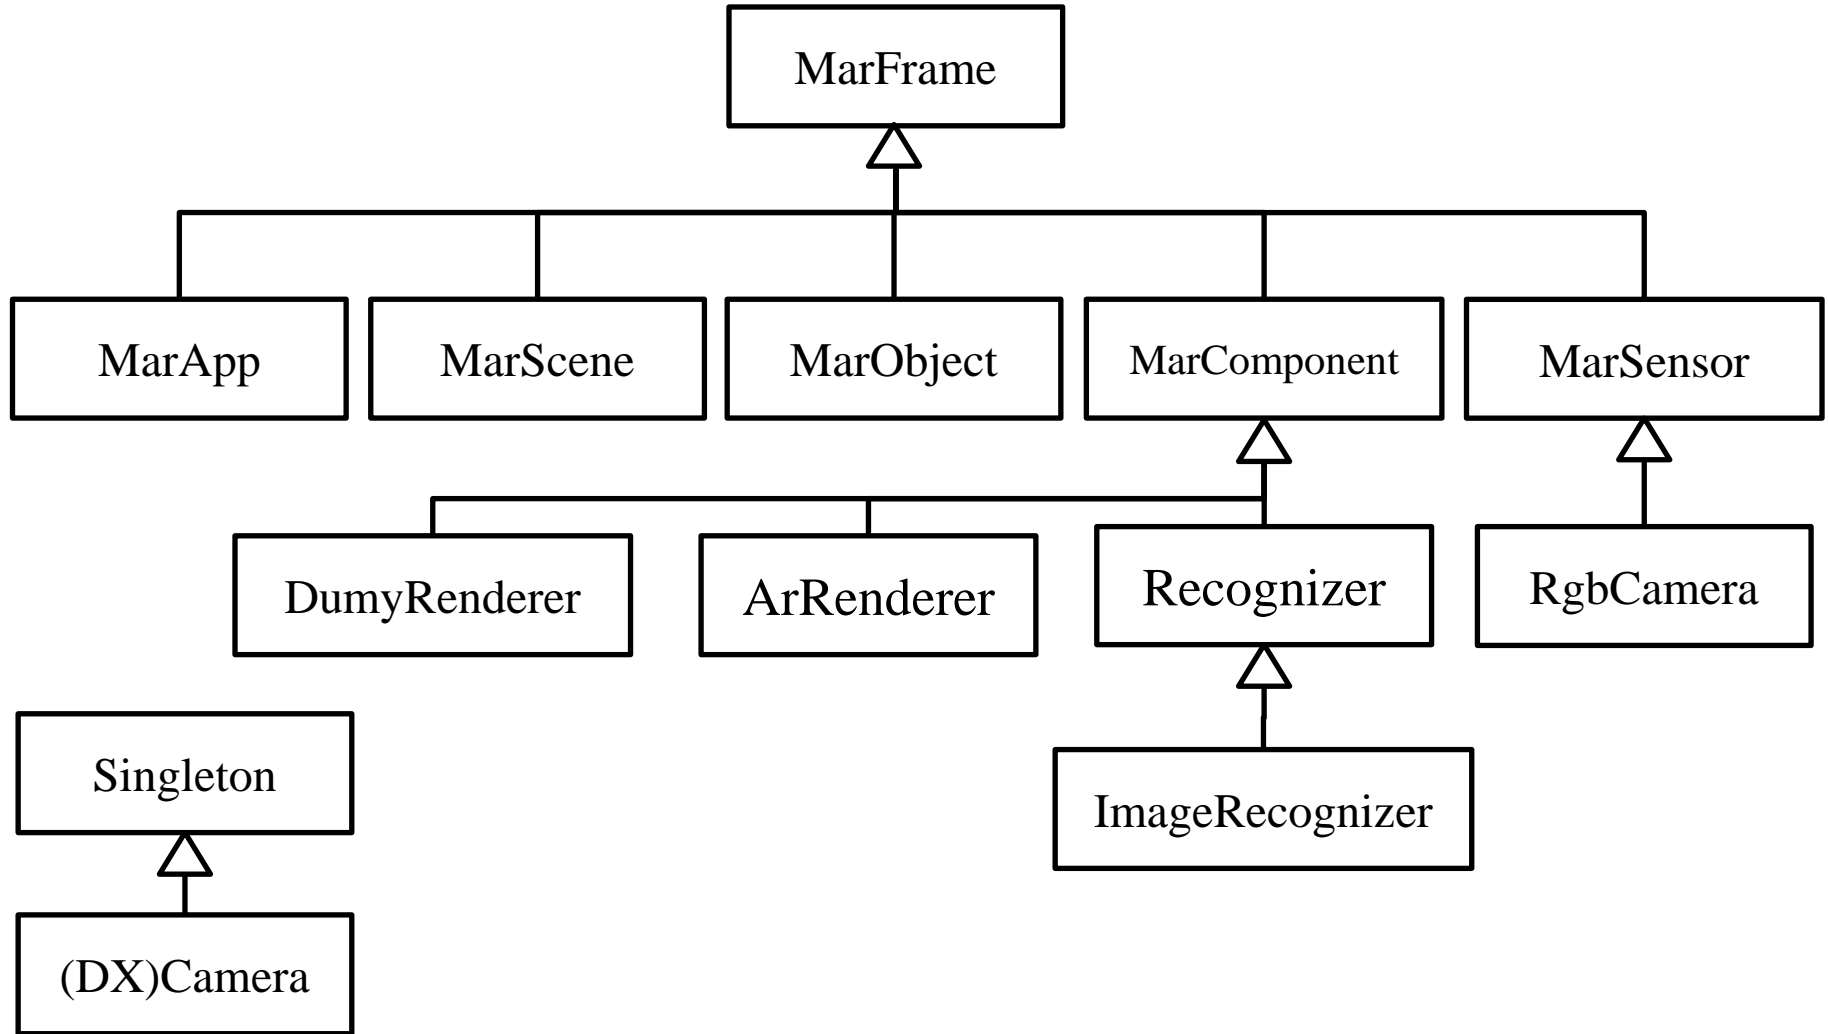 MarFrame
MarApp
MarScene
MarObject
MarComponent
MarSensor
DumyRenderer
ArRenderer
Recognizer
RgbCamera
Singleton
ImageRecognizer
(DX)Camera